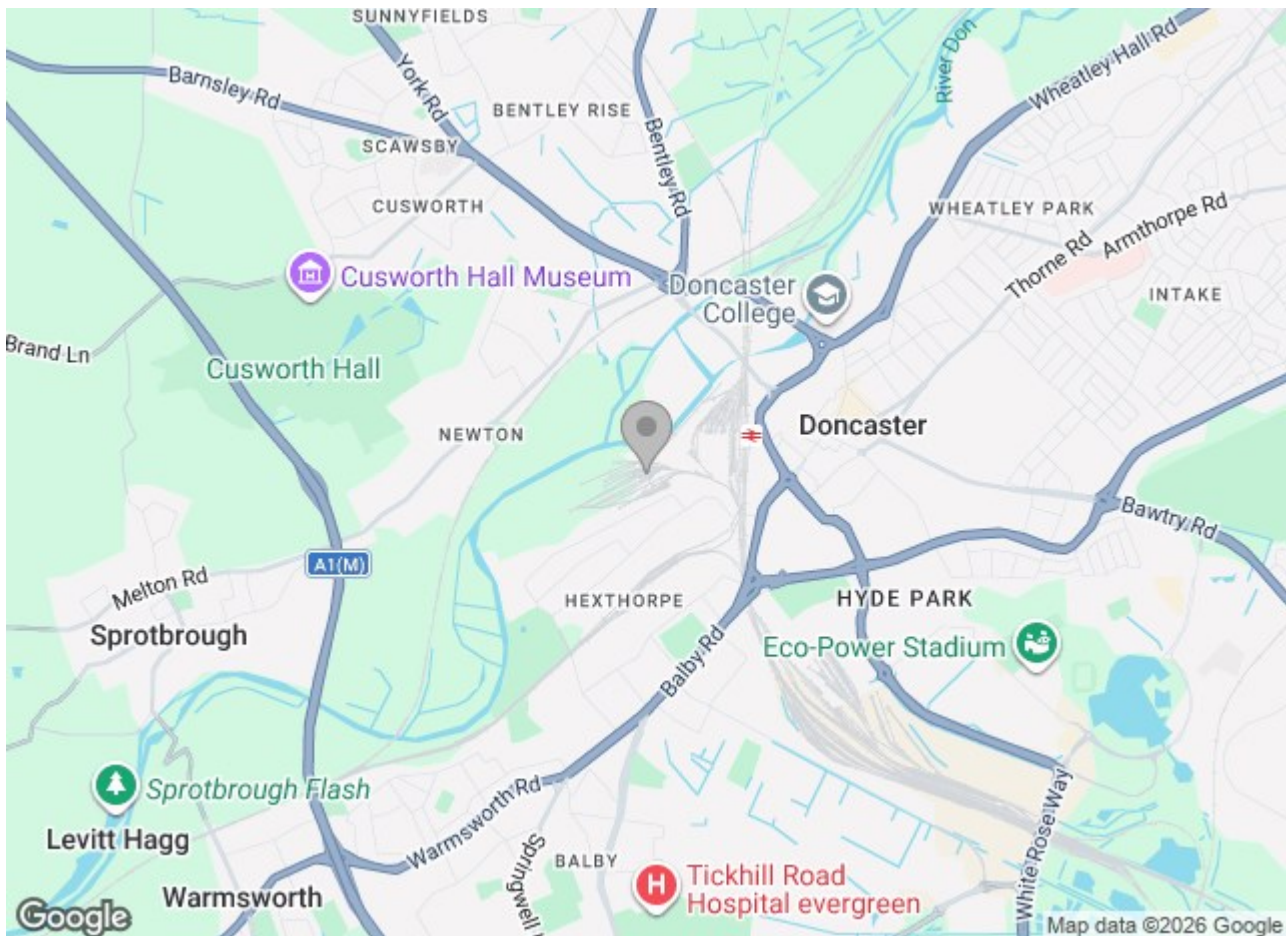 SUNNYFIELDS
Barnsley Rd
York Rd
BENTLEY RISE
SCAWSBY
Bentley Rd
River Don
Wheatley Hall Rd
CUSWORTH
WHEATLEY PARK
Armthorpe Rd
Thorne Rd
Cusworth Hall Museum
Doncaster
College
INTAKE
Brand Ln
Cusworth Hall
NEWTON
Doncaster
Bawtry Rd
A1(M)
Melton Rd
HEXTHORPE
HYDE PARK
Sprotbrough
Eco-Power Stadium
Balby Rd
Sprotbrough Flash
Levitt Hagg
Warmsworth Rd
White Rose Way
Springwell
BALBY
H
Tickhill Road
Hospital evergreen
Warmsworth
Google
Map data ©2026 Google